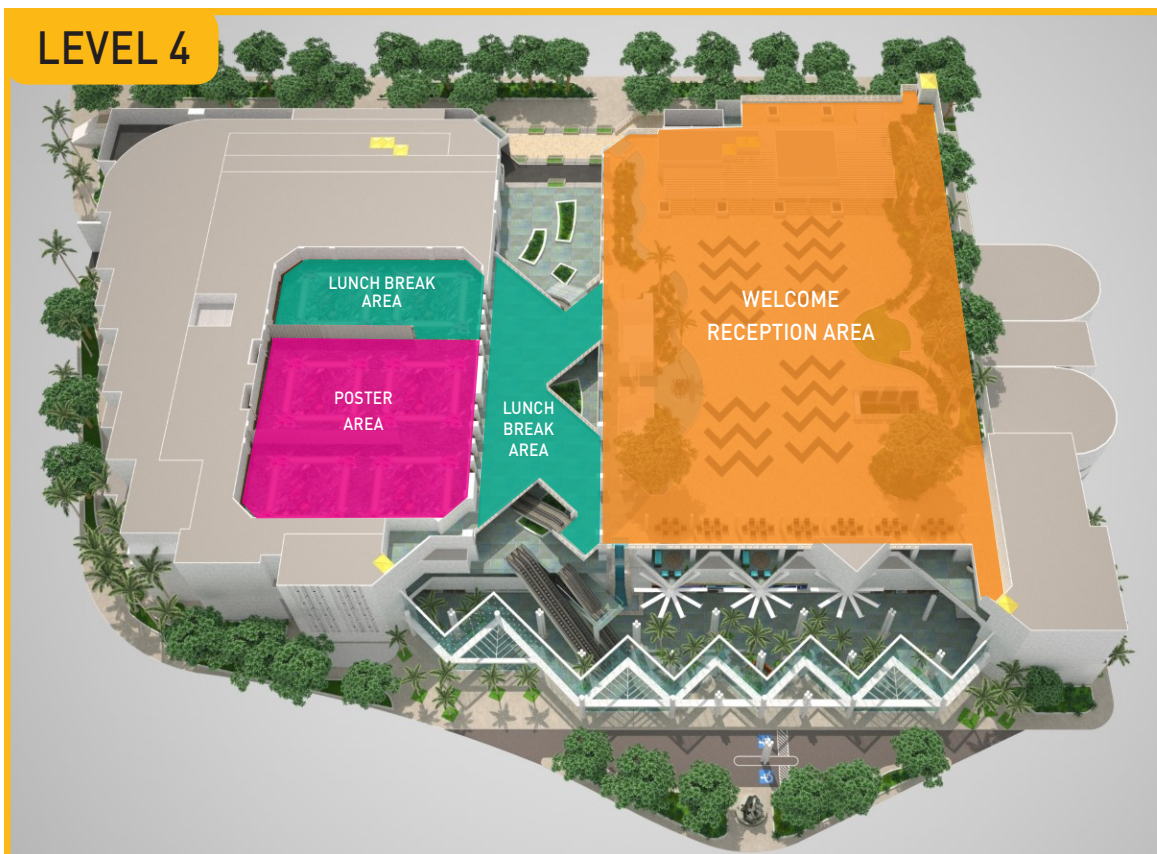 LEVEL 4
LUNCH BREAK
AREA
POSTER
AREA
LUNCH
BREAK
AREA
WELCOME
RECEPTION AREA